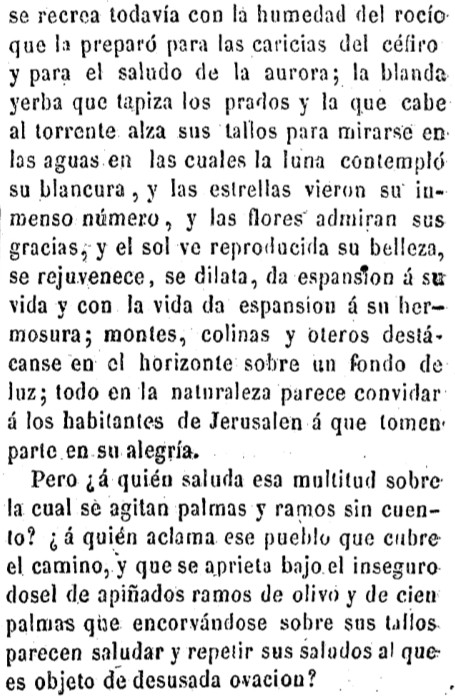 se recrea todavía con la humedad del rocío
que la preparó para las caricias del céfiro
y para el saludo de la aurora; la blanda
yerba que tapiza los prados y la que cabe
al torrente alza sus tallos para mirarse en
las aguas en las cuales la luna contempló
su blancura, y las estrellas vieron su in-
menso número, y las flores admiran sus
gracias, y el sol ve reproducida su belleza,
se rejuvenece, se dilata, da espansion á su
vida y con la vida da espansion á su her-
mosura; montes, colinas y oteros destá-
canse en el horizonte sobre un fondo de
luz; todo en la naturaleza parece convidar
á los habitantes de Jerusalen á que tomen
parte en su alegría.
Pero ¿á quién saluda esa multitud sobre
la cual se agitan palmas y ramos sin cuen-
to? ¿á quién aclama ese pueblo que cubre
el camino, y que se aprieta bajo el inseguro
dosel de apiñados ramos de olivo y de cien
palmas que encorvándose sobre sus tallos
parecen saludar y repetir sus saludos al que
es objeto de desusada ovacion?